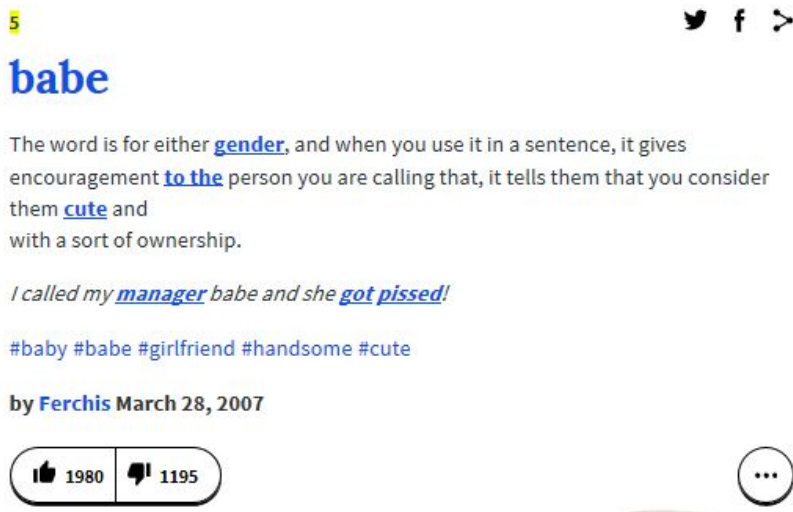 5
babe
The word is for either gender, and when you use it in a sentence, it gives
encouragement to the person you are calling that, it tells them that you consider
them cute and
with a sort of ownership.
I called my manager babe and she got pissed!
#baby #babe #girlfriend #handsome #cute
by Ferchis March 28, 2007
1980 1195